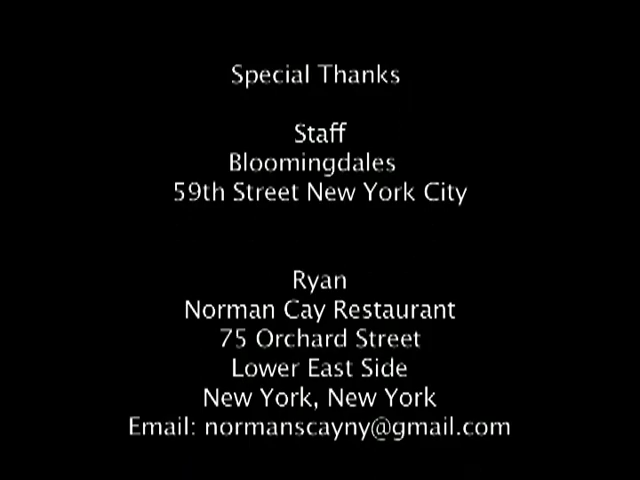 Special Thanks
Staff
Bloomingdales
59th Street New York City
Ryan
Norman Cay Restaurant
75 Orchard Street
Lower East Side
New York, New York
Email: normanscayny@gmail.com